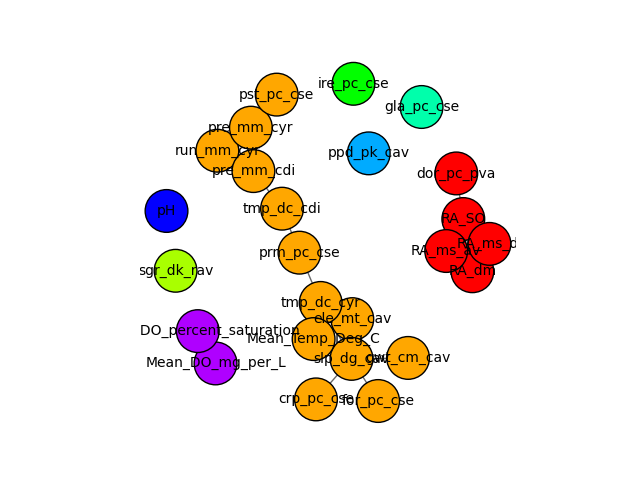 ire_pc_cse
pst_pc_cse
gla_pc_cse
pre_mm_cyr
run_mm_cyr
ppd_pk_cav
pre_mm_cdi
dor_pc_pva
tmp_dc_cdi
pH
RA_SO
RA_ms_d
RA_ms_av
prm_pc_cse
sgr_dk_rav
RA_dm
tmp_dc_cyr
ele_mt_cav
DO_percent_saturation
Mean_Temp_Deg_C
slp_dg_cav
gwt_cm_cav
Mean_DO_mg_per_L
crp_pc_cse
for_pc_cse